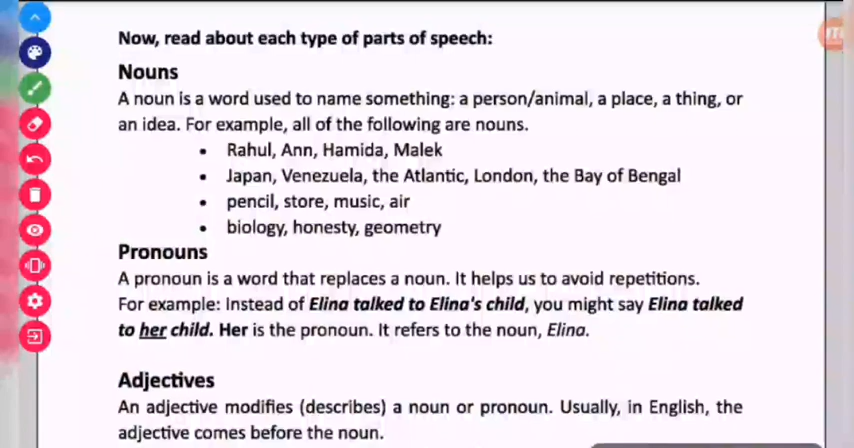 Now, read about each type of parts of speech:
Nouns
A noun is a word used to name something: a person/animal, a place, a thing, or
an idea. For example, all of the following are nouns.
• Rahul, Ann, Hamida, Malek
• Japan, Venezuela, the Atlantic, London, the Bay of Bengal
• pencil, store, music, air
• biology, honesty, geometry
Pronouns
A pronoun is a word that replaces a noun. It helps us to avoid repetitions.
For example: Instead of Elina talked to Elina's child, you might say Elina talked
to her child. Her is the pronoun. It refers to the noun, Elina.
Adjectives
An adjective modifies (describes) a noun or pronoun. Usually, in English, the
adjective comes before the noun.